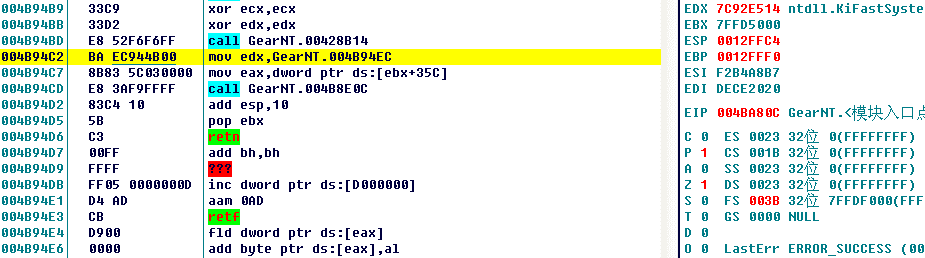 004B94B9 33C9 xor ecx,ecx
004B94BB 33D2 xor edx,edx
004B94BD E8 52F6F6FF call GearNT.00428B14
004B94C2 BA EC944B00 mov edx,GearNT.004B94EC
004B94C7 8B83 5C030000 mov eax,dword ptr ds:[ebx+35C]
004B94CD E8 3AF9FFFF call GearNT.004B8E0C
004B94D2 83C4 10 add esp,10
004B94D5 5B pop ebx
004B94D6 C3 retn
004B94D7 00FF add bh,bh
004B94D9 FFFF ???
004B94DB FF05 0000000D inc dword ptr ds:[D000000]
004B94E1 D4 AD aam 0AD
004B94E3 CB retf
004B94E4 D900 fld dword ptr ds:[eax]
004B94E6 0000 add byte ptr ds:[eax],al
EDX 7C92E514 ntdll.KiFastSyste
EBX 7FFD5000
ESP 0012FFC4
EBP 0012FFF0
ESI F2B4A8B7
EDI DECE2020
EIP 004BA80C GearNT.<模块入口点
C 0 ES 0023 32位 0(FFFFFFFF)
P 1 CS 001B 32位 0(FFFFFFFF)
A 0 SS 0023 32位 0(FFFFFFFF)
Z 1 DS 0023 32位 0(FFFFFFFF)
S 0 FS 003B 32位 7FFDF000(FFF
T 0 GS 0000 NULL
D 0
O 0 LastErr ERROR_SUCCESS (00